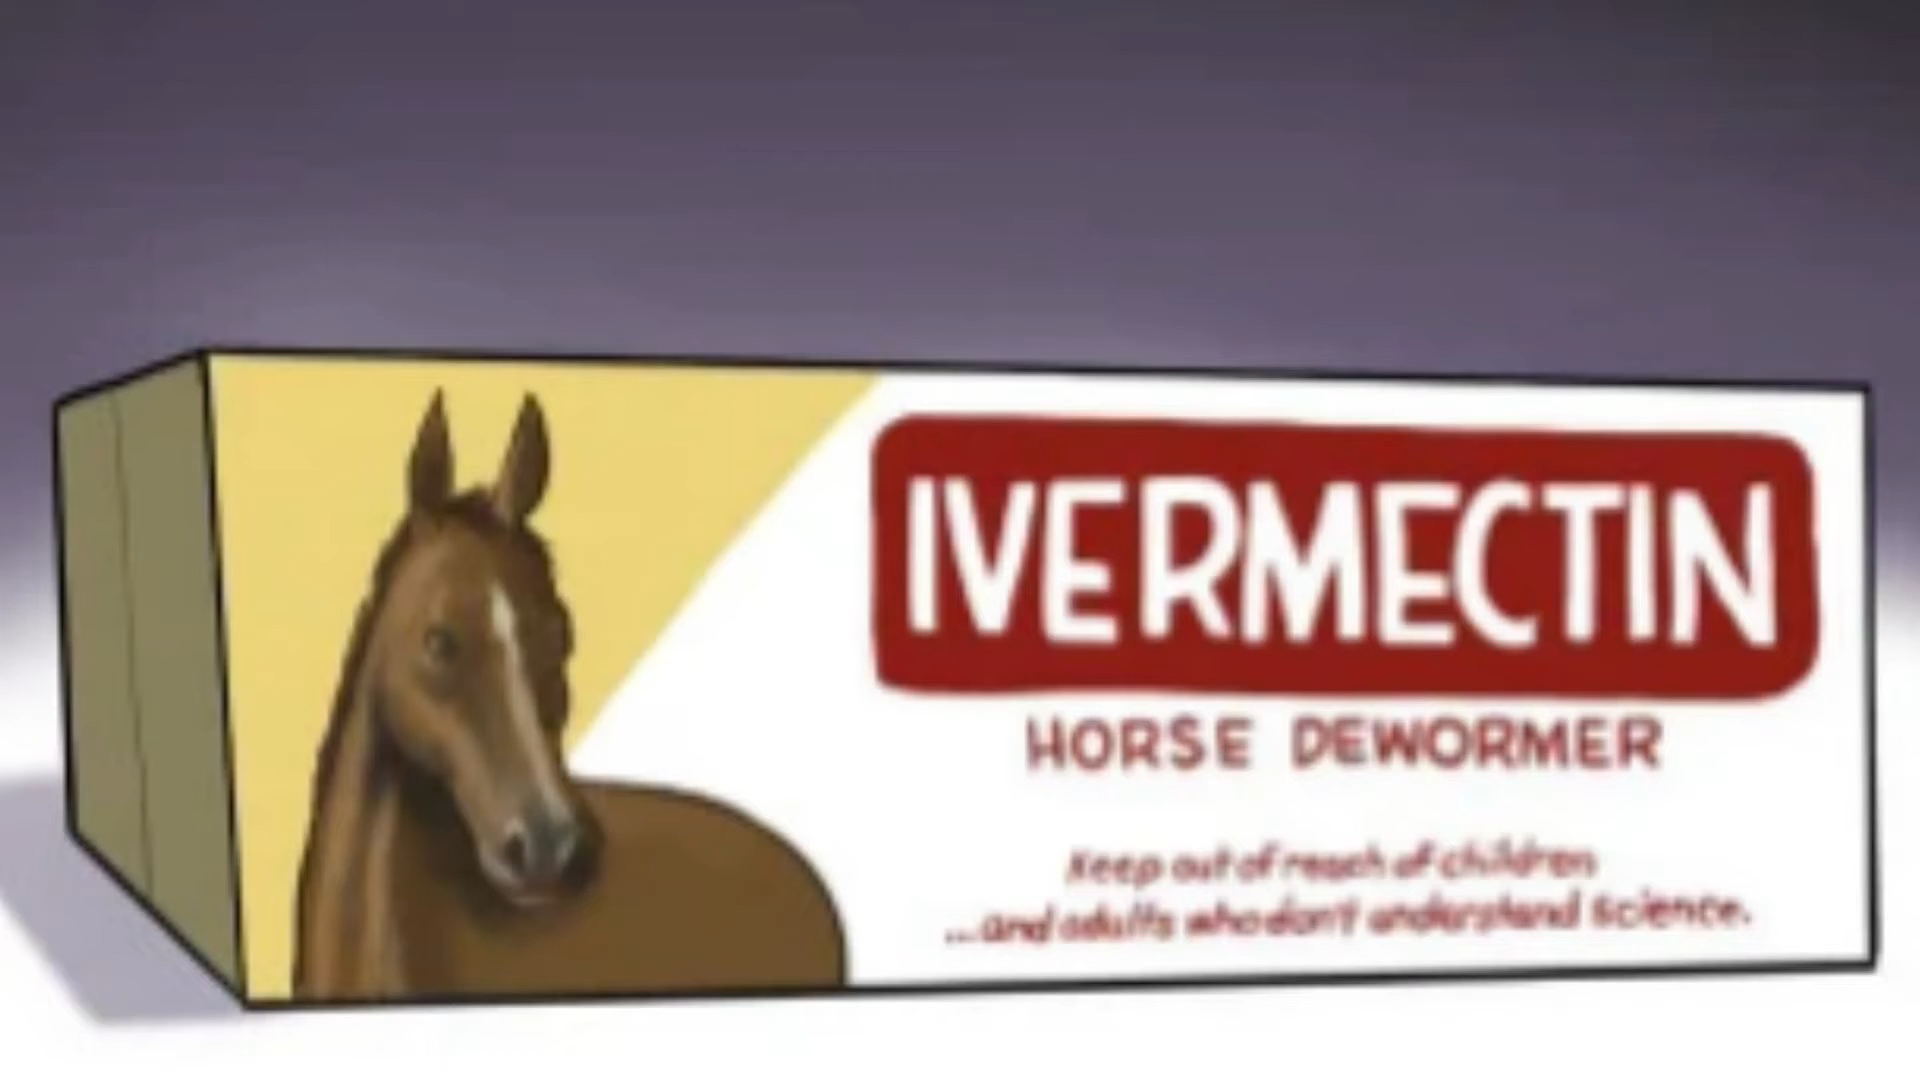 IVERMECTIN
HORSE DEWORMER
Keep out of reach of children
...and adults who don't understand Science.